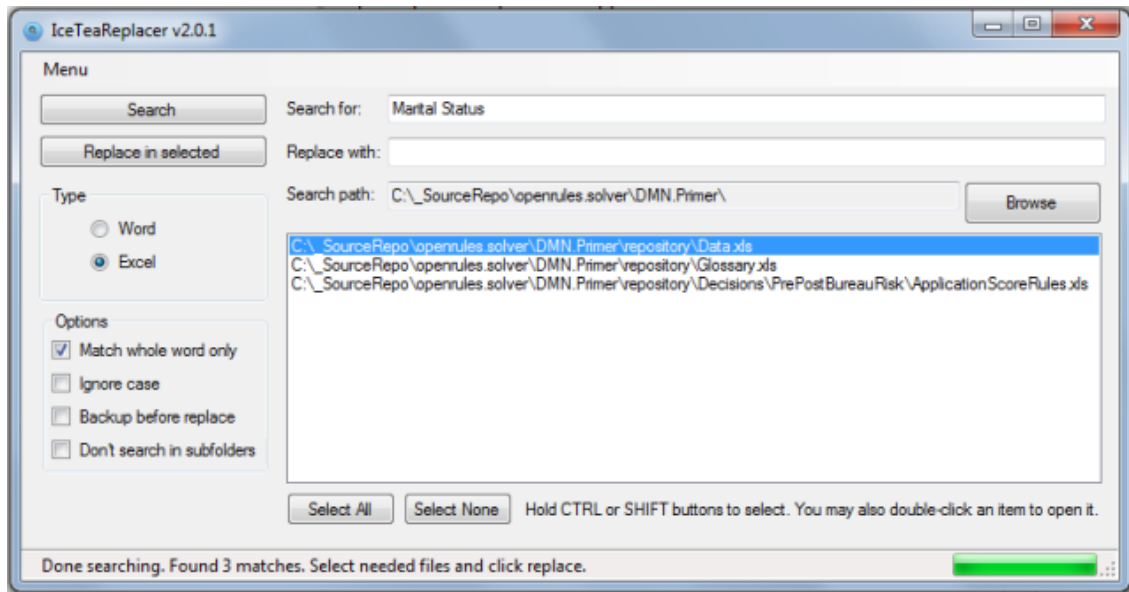 IceTeaReplacer v2.0.1
Menu
Search
Search for: Marital Status
Replace in selected
Replace with:
Search path: C:\_SourceRepo\openrules.solver\DMN.Primer\
Browse
Type
Word
Excel
C:\_SourceRepo\openrules.solver\DMN.Primer\repository\Data.xls
C:\_SourceRepo\openrules.solver\DMN.Primer\repository\Glossary.xls
C:\_SourceRepo\openrules.solver\DMN.Primer\repository\Decisions\PrePostBureauRisk\ApplicationScoreRules.xls
Options
Match whole word only
Ignore case
Backup before replace
Don't search in subfolders
Select All
Select None
Hold CTRL or SHIFT buttons to select. You may also double-click an item to open it.
Done searching. Found 3 matches. Select needed files and click replace.